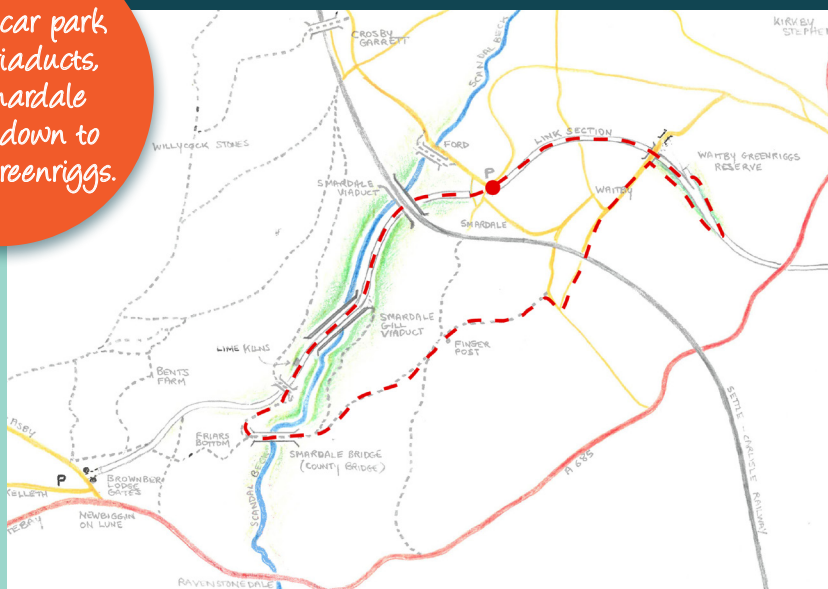 car park
iaducts,
ardale
down to
reenriggs.
CROSBY
GARRETT
SCANDAL BECK
KIRKBY
STEPHE
WILLYCOCK STONES
FORD
LINK SECTION
P
WAITBY GREENRIGGS
RESERVE
SMARDALE
VIADUCT
WAITBY
SMARDALE
SMARDALE
GILL
VIADUCT
LIME KILNS
FINGER
POST
BENTS
FARM
SETTLE - CARLISLE RAILWAY
ASBY
FRIARS
BOTTOM
SMARDALE BRIDGE
(COUNTY BRIDGE)
A 685
P
BROWNBER
LODGE
GATES
KELLETH
SCANDAL BECK
NEWBIGGIN
ON LUNE
TEBAY
RAVENSTONEDALE